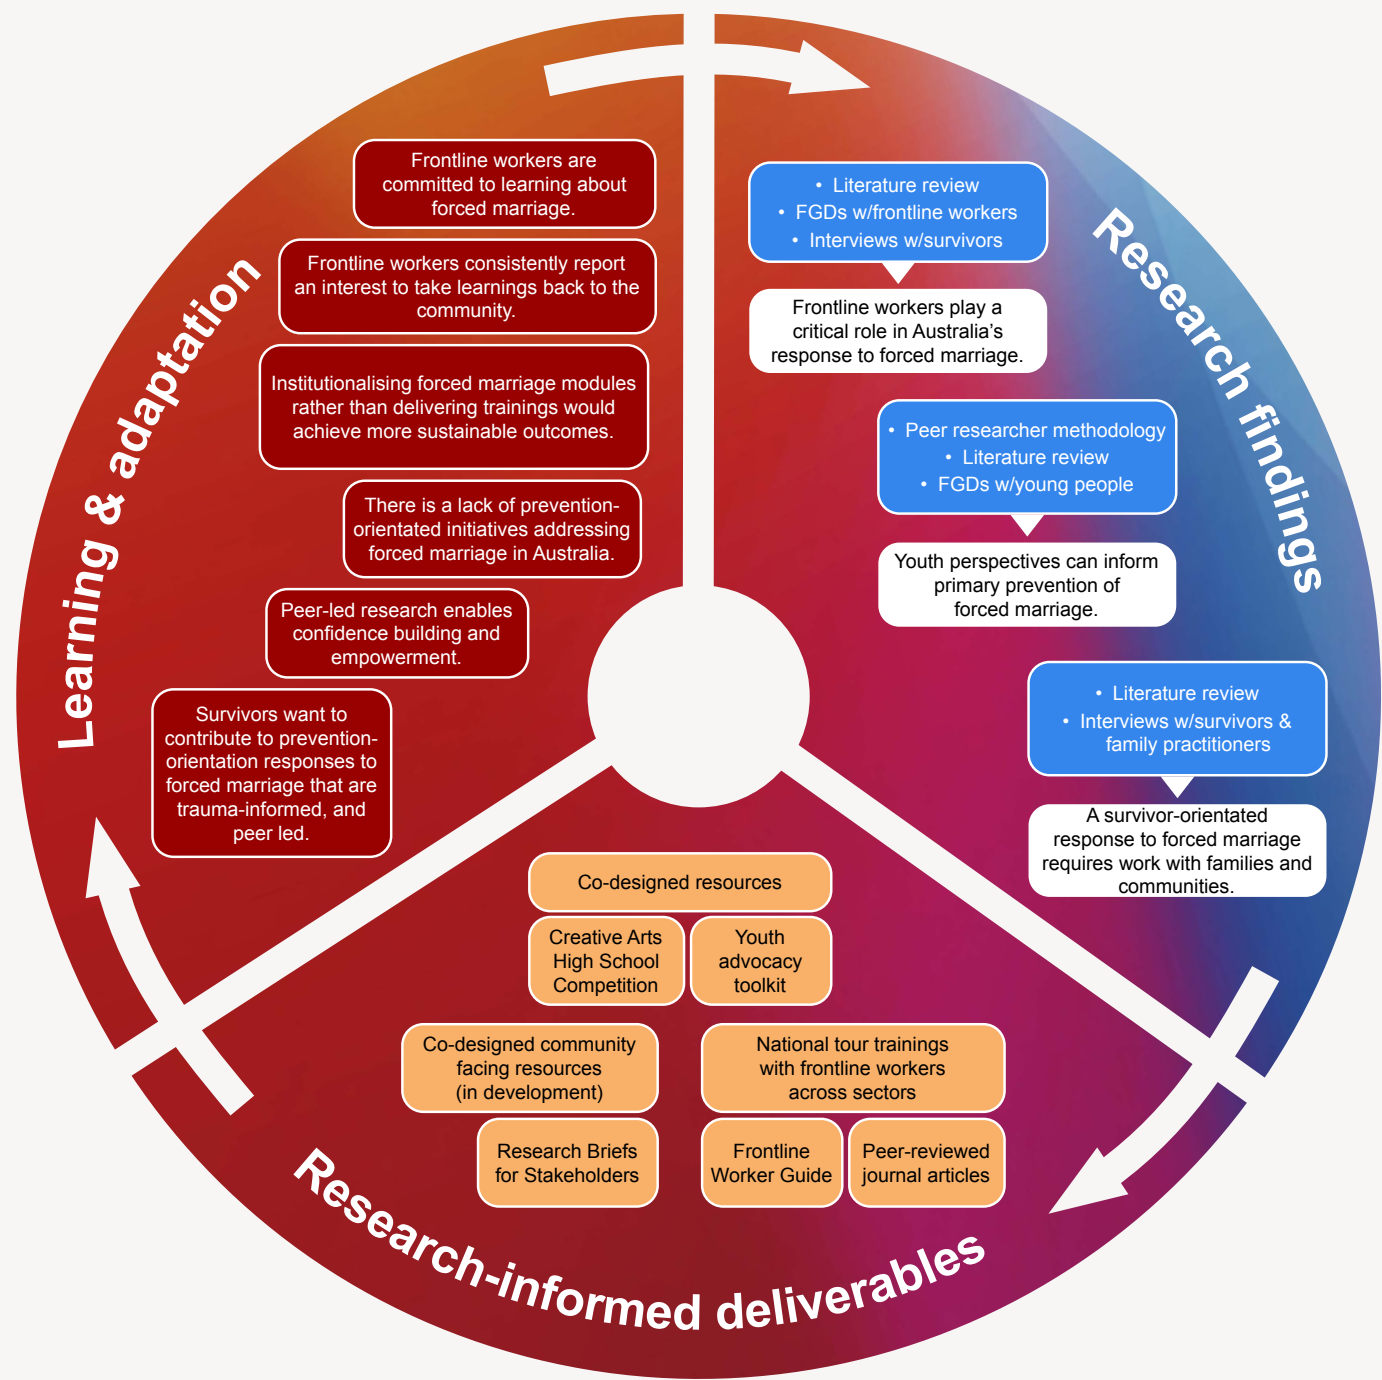 Learning & adaptation
Frontline workers are
committed to learning about
forced marriage.
Frontline workers consistently report
an interest to take learnings back to the
community.
Institutionalising forced marriage modules
rather than delivering trainings would
achieve more sustainable outcomes.
There is a lack of prevention-
orientated initiatives addressing
forced marriage in Australia.
Peer-led research enables
confidence building and
empowerment.
Survivors want to
contribute to prevention-
orientation responses to
forced marriage that are
trauma-informed, and
peer led.
Research findings
• Literature review
• FGDs w/frontline workers
• Interviews w/survivors
Frontline workers play a
critical role in Australia’s
response to forced marriage.
• Peer researcher methodology
• Literature review
• FGDs w/young people
Youth perspectives can inform
primary prevention of
forced marriage.
• Literature review
• Interviews w/survivors &
family practitioners
A survivor-orientated
response to forced marriage
requires work with families and
communities.
Co-designed resources
Creative Arts
High School
Competition
Youth
advocacy
toolkit
Co-designed community
facing resources
(in development)
Research Briefs
for Stakeholders
National tour trainings
with frontline workers
across sectors
Frontline
Worker Guide
Peer-reviewed
journal articles
Research-informed deliverables